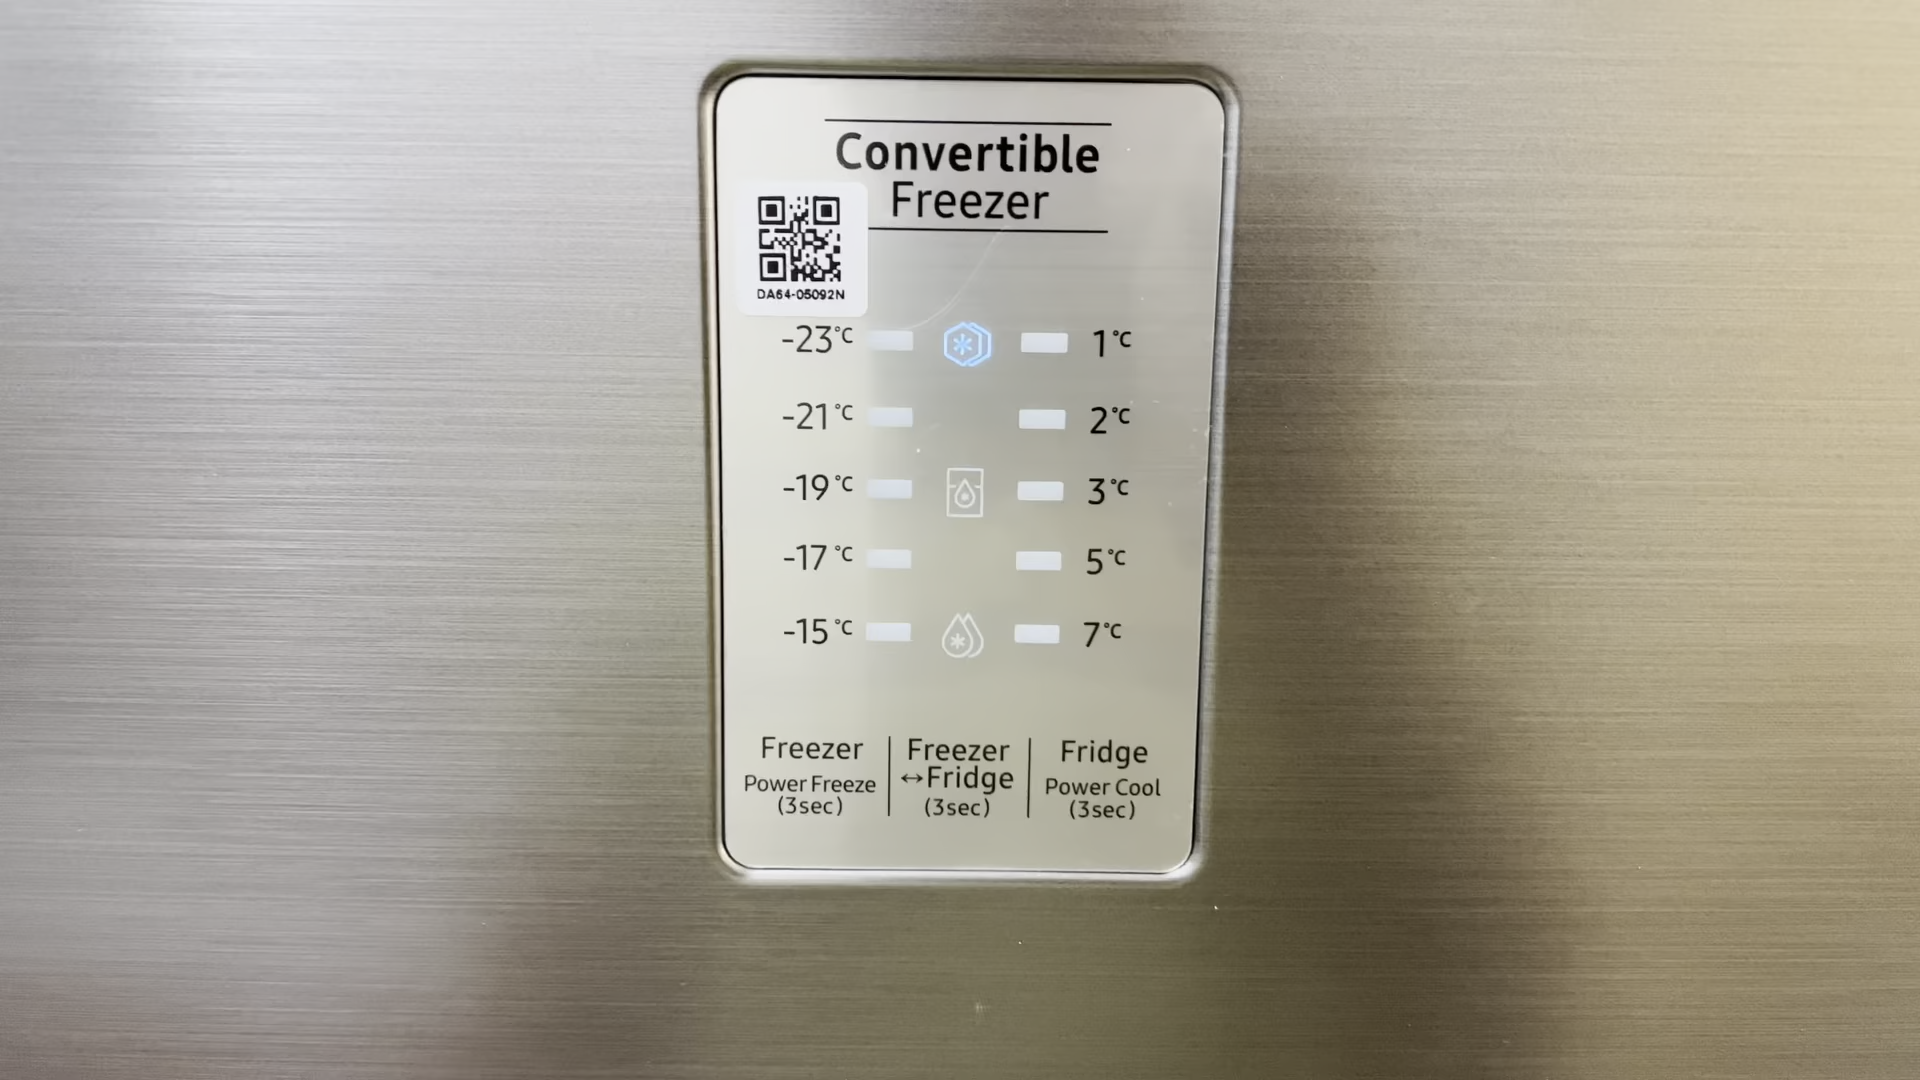 Convertible
Freezer
DA64-05092N
-23°C 1°C
-21°C 2°C
-19°C 3°C
-17°C 5°C
-15°C 7°C
Freezer
Power Freeze
(3sec)
Freezer
↔Fridge
(3sec)
Fridge
Power Cool
(3sec)